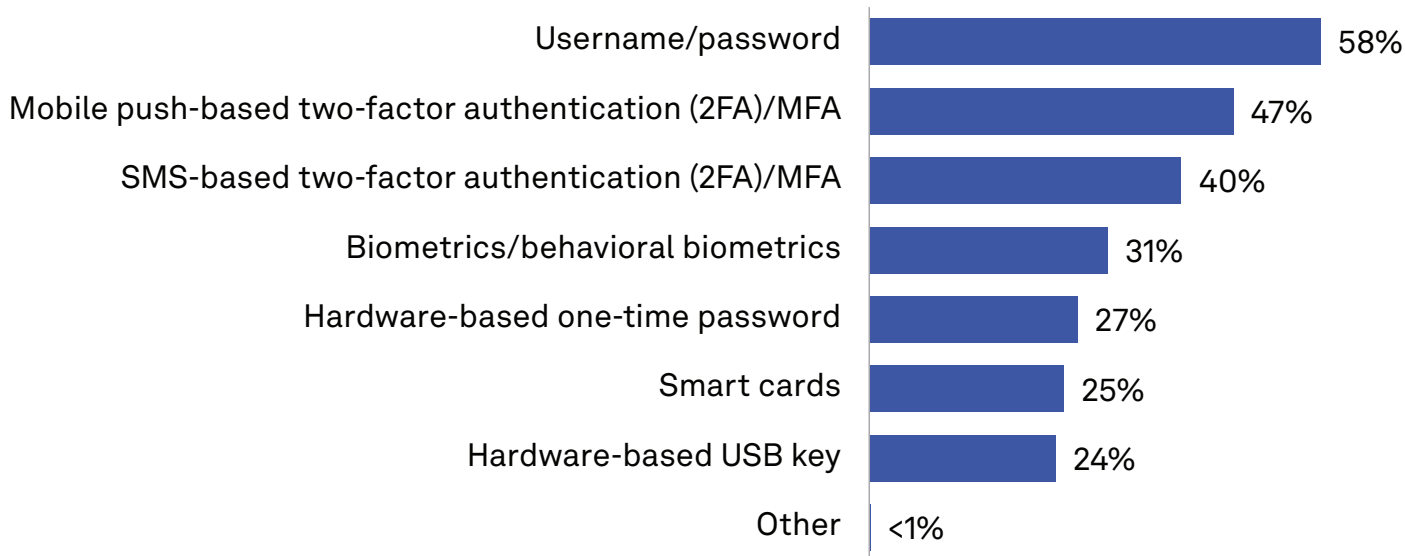 Username/password 58%
Mobile push-based two-factor authentication (2FA)/MFA 47%
SMS-based two-factor authentication (2FA)/MFA 40%
Biometrics/behavioral biometrics 31%
Hardware-based one-time password 27%
Smart cards 25%
Hardware-based USB key 24%
Other <1%